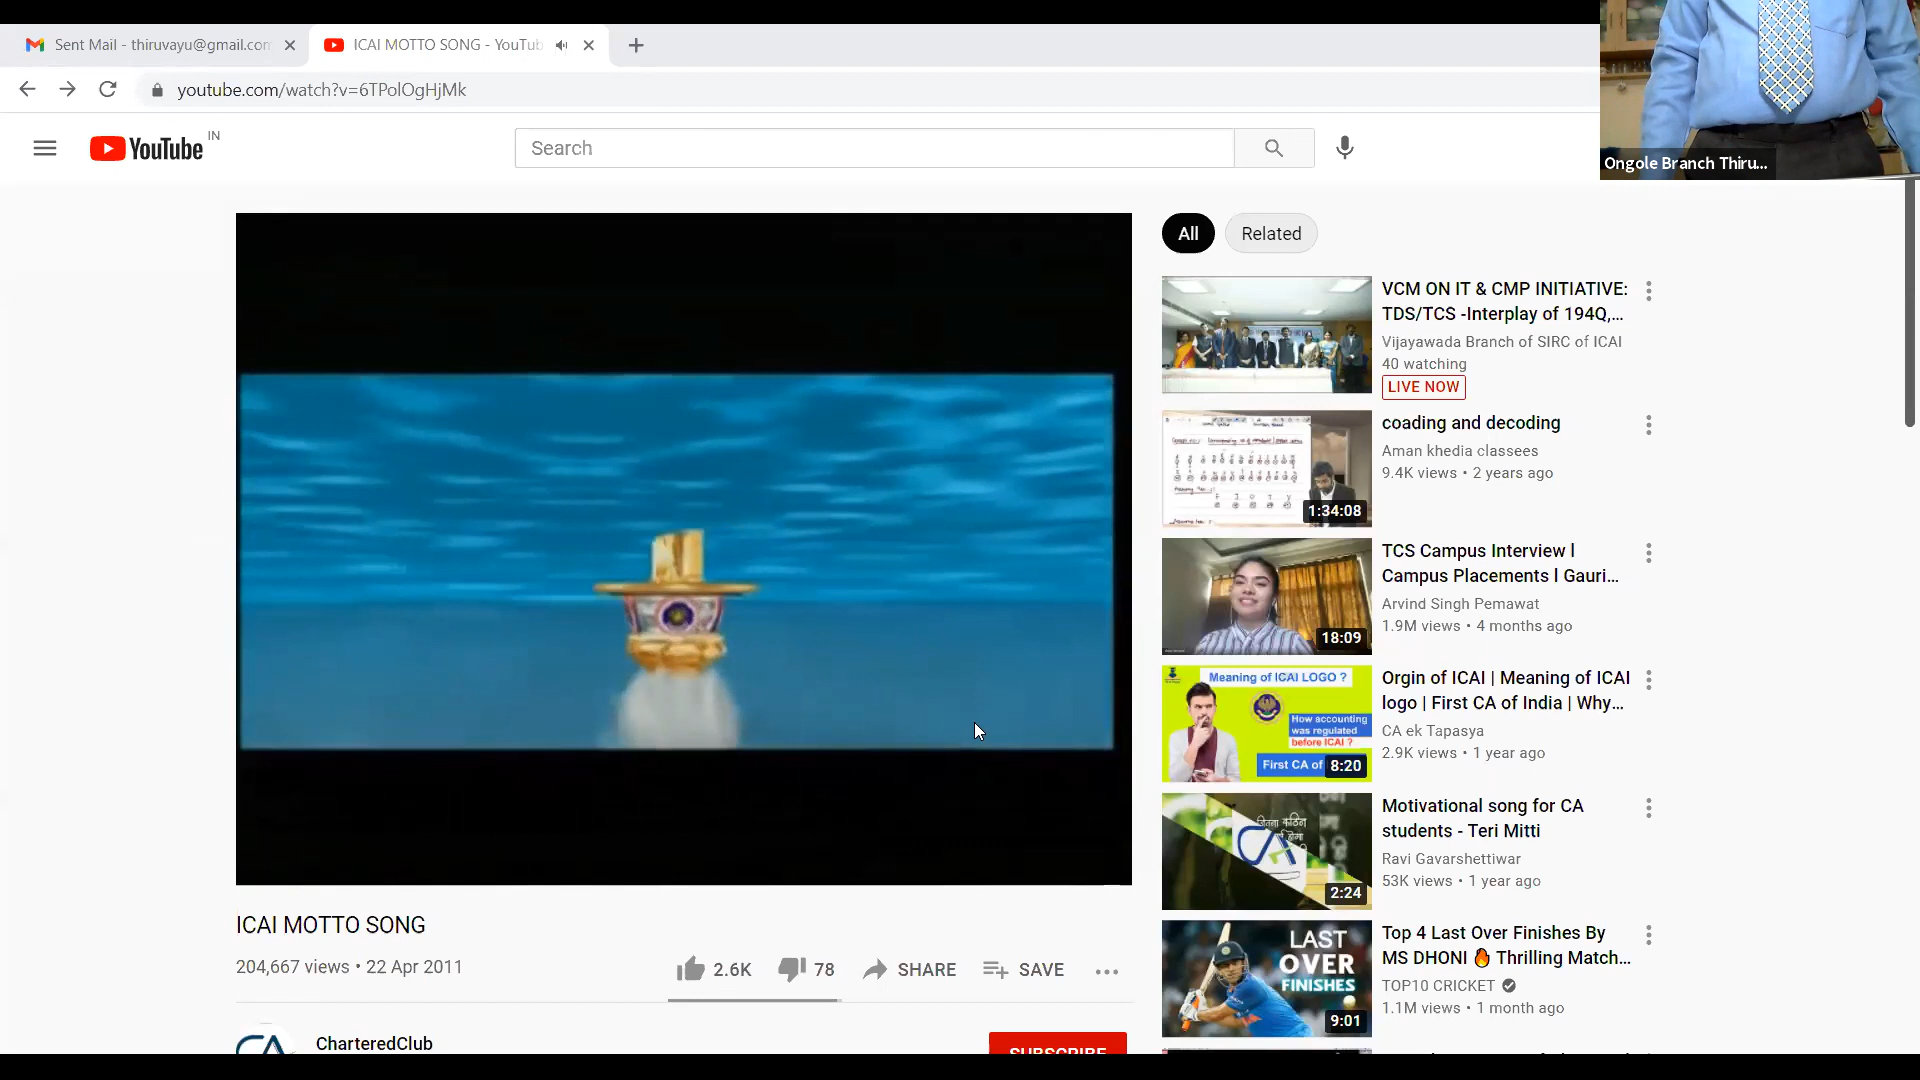 Sent Mail - thiruvayu@gmail.com
ICAI MOTTO SONG - YouTub
youtube.com/watch?v=6TPolOgHjMk
YouTube IN
Search
Ongole Branch Thiru...
All
Related
VCM ON IT & CMP INITIATIVE:
TDS/TCS -Interplay of 194Q,...
Vijayawada Branch of SIRC of ICAI
40 watching
LIVE NOW
coading and decoding
Aman khedia classees
9.4K views • 2 years ago
1:34:08
TCS Campus Interview l
Campus Placements l Gauri...
Arvind Singh Pemawat
1.9M views • 4 months ago
18:09
Meaning of ICAI LOGO ?
How accounting
was regulated
before ICAI ?
First CA of
8:20
Orgin of ICAI | Meaning of ICAI
logo | First CA of India | Why...
CA ek Tapasya
2.9K views • 1 year ago
CA
2:24
Motivational song for CA
students - Teri Mitti
Ravi Gavarshettiwar
53K views • 1 year ago
LAST
OVER
FINISHES
9:01
Top 4 Last Over Finishes By
MS DHONI 🔥 Thrilling Match...
TOP10 CRICKET
1.1M views • 1 month ago
ICAI MOTTO SONG
204,667 views • 22 Apr 2011
2.6K
78
SHARE
SAVE
CA
CharteredClub
SUBSCRIBE